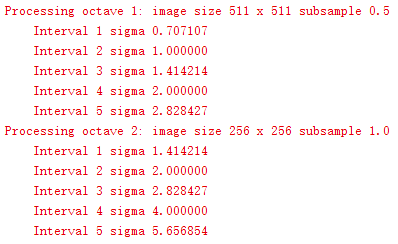 Processing octave 1: image size 511 x 511 subsample 0.5
Interval 1 sigma 0.707107
Interval 2 sigma 1.000000
Interval 3 sigma 1.414214
Interval 4 sigma 2.000000
Interval 5 sigma 2.828427
Processing octave 2: image size 256 x 256 subsample 1.0
Interval 1 sigma 1.414214
Interval 2 sigma 2.000000
Interval 3 sigma 2.828427
Interval 4 sigma 4.000000
Interval 5 sigma 5.656854